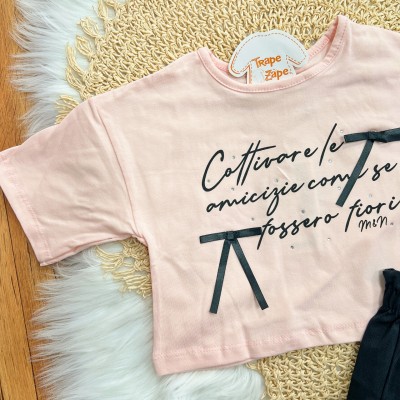 Trape
Zape
Coltivare le
amicizie come se
fossero fiori
M&N